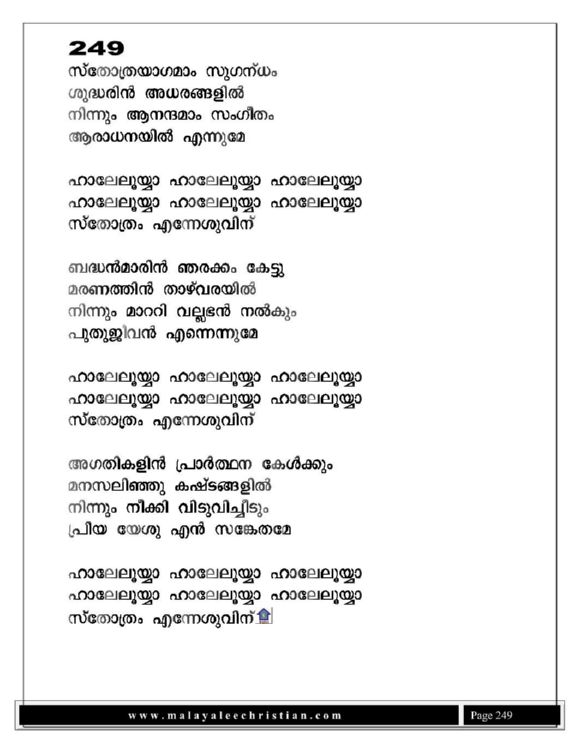 249
സ്തോത്രയാഗമാം സുഗന്ധം
ശുദ്ധരിൻ അധരങ്ങളിൽ
നിന്നും ആനന്ദമാം സംഗീതം
ആരാധനയിൽ എന്നുമേ
ഹാലേലൂയ്യാ ഹാലേലൂയ്യാ ഹാലേലൂയ്യാ
ഹാലേലൂയ്യാ ഹാലേലൂയ്യാ ഹാലേലൂയ്യാ
സ്തോത്രം എന്നേശുവിന്
ബദ്ധൻമാരിൻ ഞരക്കം കേട്ടു
മരണത്തിൻ താഴ്വരയിൽ
നിന്നും മാററി വല്ലഭൻ നൽകും
പുതുജിവൻ എന്നെന്നുമേ
ഹാലേലൂയ്യാ ഹാലേലൂയ്യാ ഹാലേലൂയ്യാ
ഹാലേലൂയ്യാ ഹാലേലൂയ്യാ ഹാലേലൂയ്യാ
സ്തോത്രം എന്നേശുവിന്
അഗതികളിൻ പ്രാർത്ഥന കേൾക്കും
മനസലിഞ്ഞു കഷ്ടങ്ങളിൽ
നിന്നും നീക്കി വിടുവിച്ചീടും
പ്രിയ യേശു എൻ സങ്കേതമേ
ഹാലേലൂയ്യാ ഹാലേലൂയ്യാ ഹാലേലൂയ്യാ
ഹാലേലൂയ്യാ ഹാലേലൂയ്യാ ഹാലേലൂയ്യാ
സ്തോത്രം എന്നേശുവിന്
www.malayaleechristian.com
Page 249